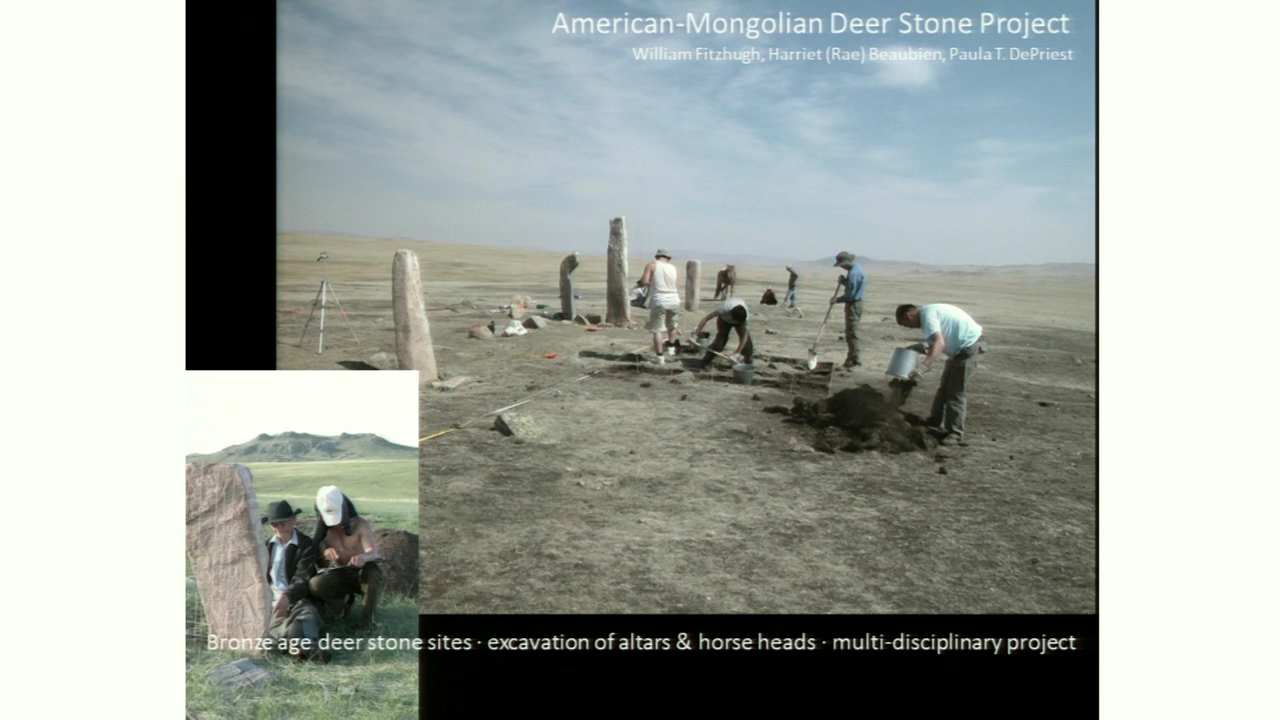 American-Mongolian Deer Stone Project
William Fitzhugh, Harriet (Rae) Beaubien, Paula T. DePriest
Bronze age deer stone sites · excavation of altars & horse heads · multi-disciplinary project